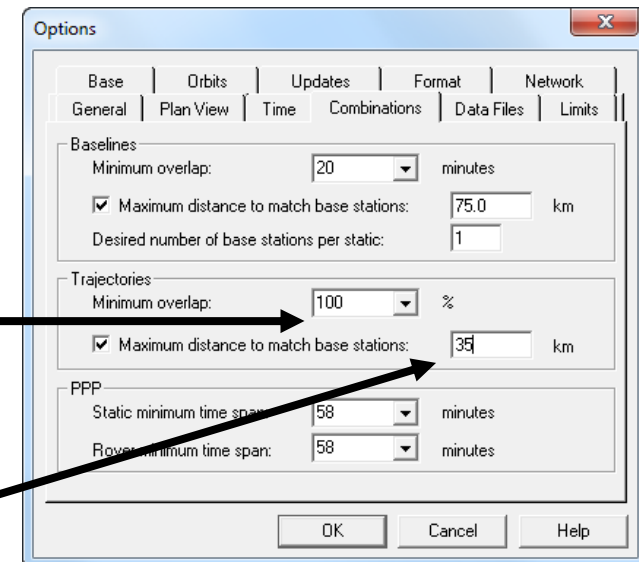 Options
Base Orbits Updates Format Network
General Plan View Time Combinations Data Files Limits
Baselines
Minimum overlap: 20 minutes
Maximum distance to match base stations: 75.0 km
Desired number of base stations per static: 1
Trajectories
Minimum overlap: 100 %
Maximum distance to match base stations: 35 km
PPP
Static minimum time span: 58 minutes
Rover minimum time span: 58 minutes
OK Cancel Help